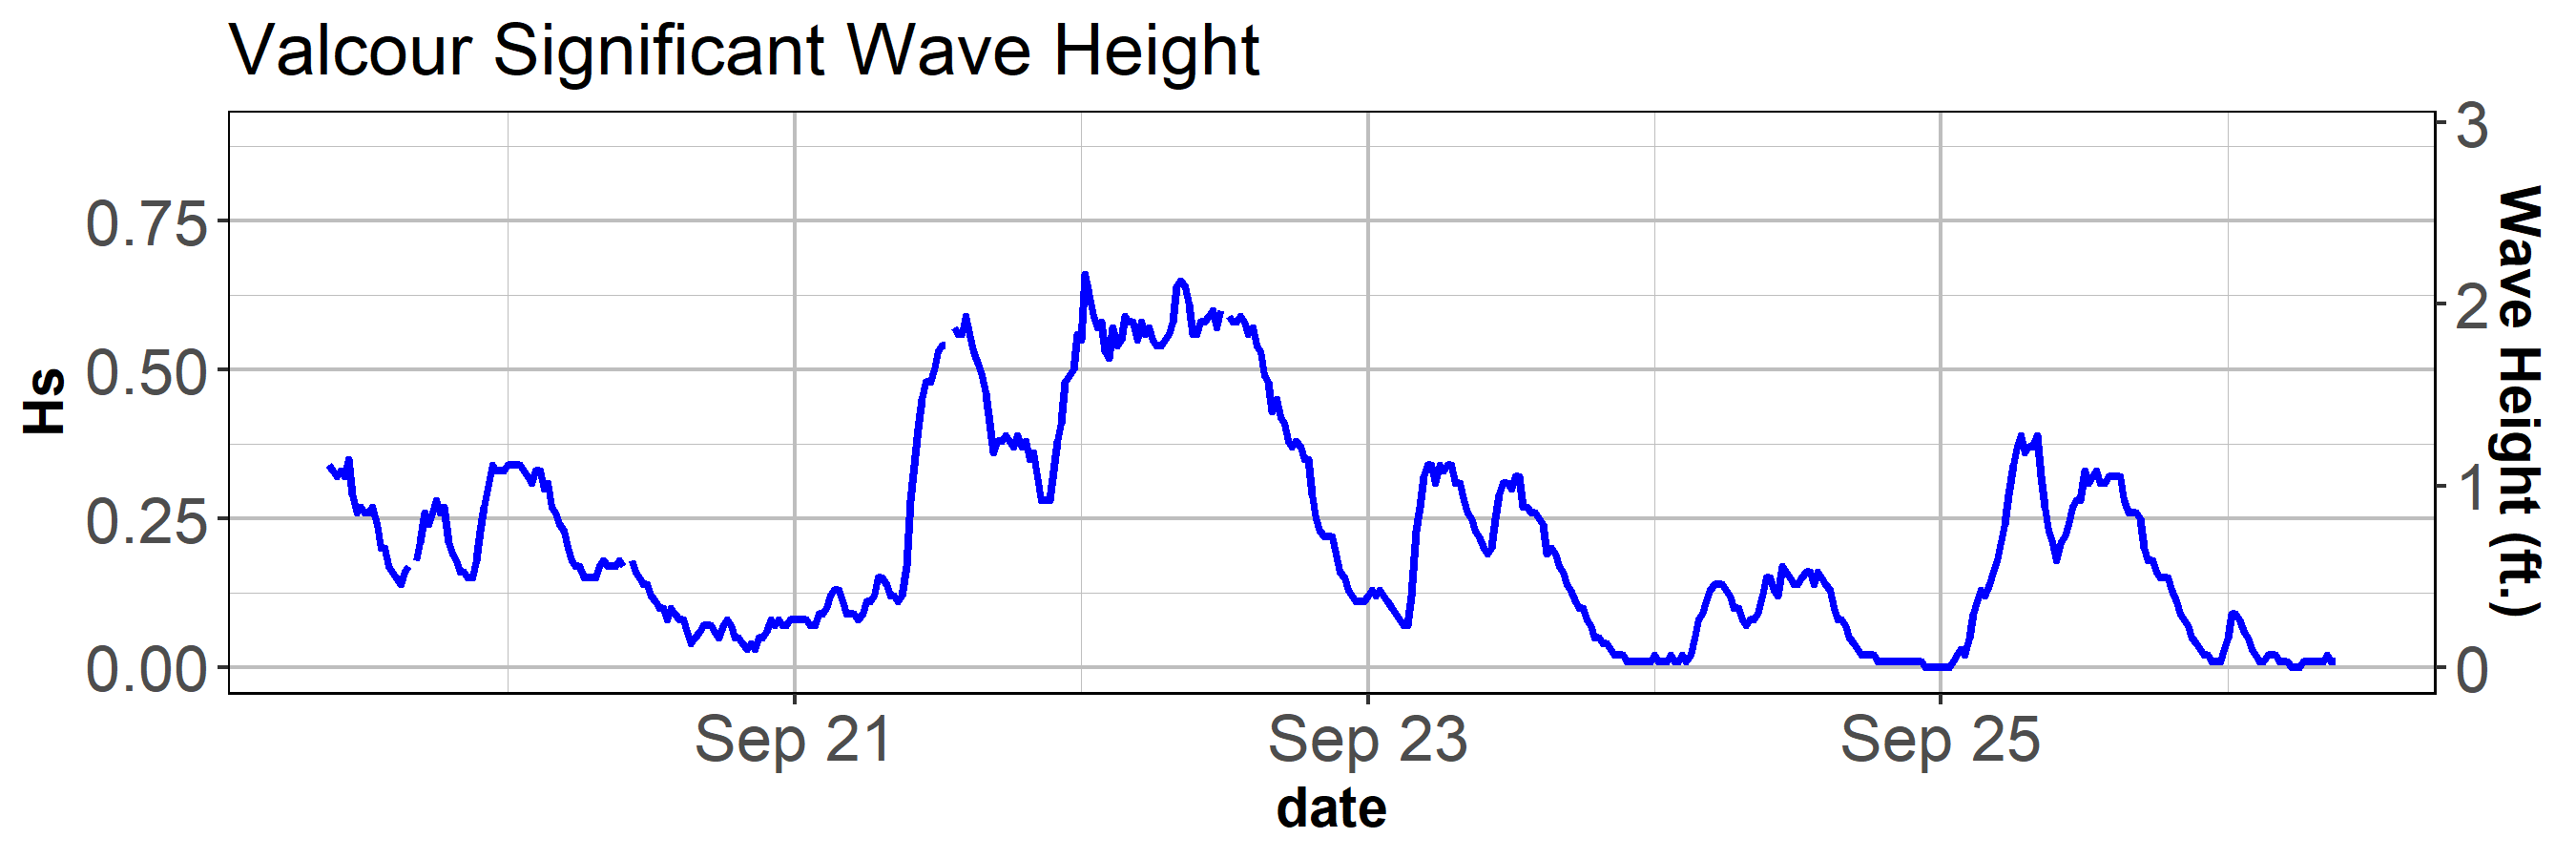 Valcour Significant Wave Height
Hs
0.75
0.50
0.25
0.00
3
2
1
0
Wave Height (ft.)
Sep 21
Sep 23
Sep 25
date